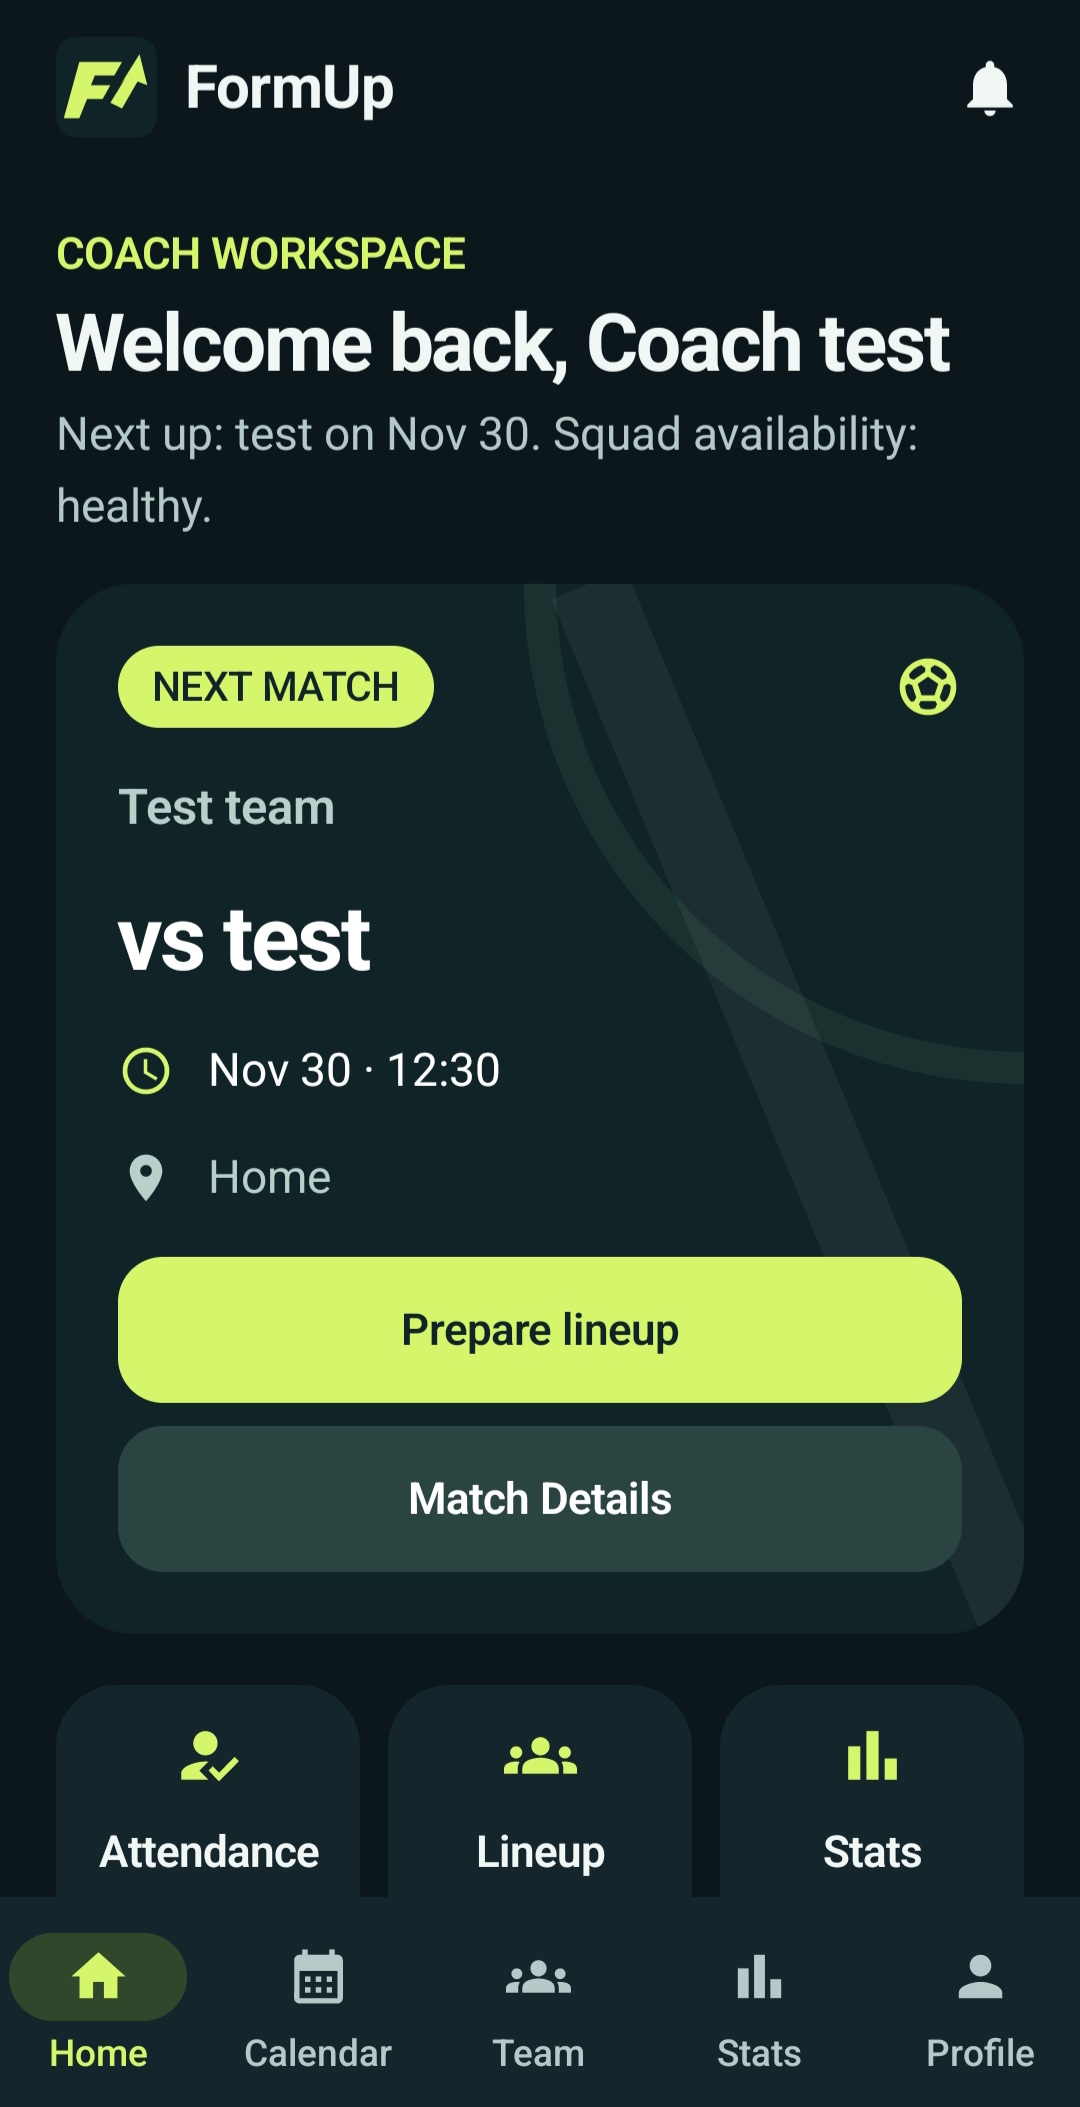 FormUp
COACH WORKSPACE
Welcome back, Coach test
Next up: test on Nov 30. Squad availability:
healthy.
NEXT MATCH
Test team
vs test
Nov 30 · 12:30
Home
Prepare lineup
Match Details
Attendance
Lineup
Stats
Home
Calendar
Team
Stats
Profile